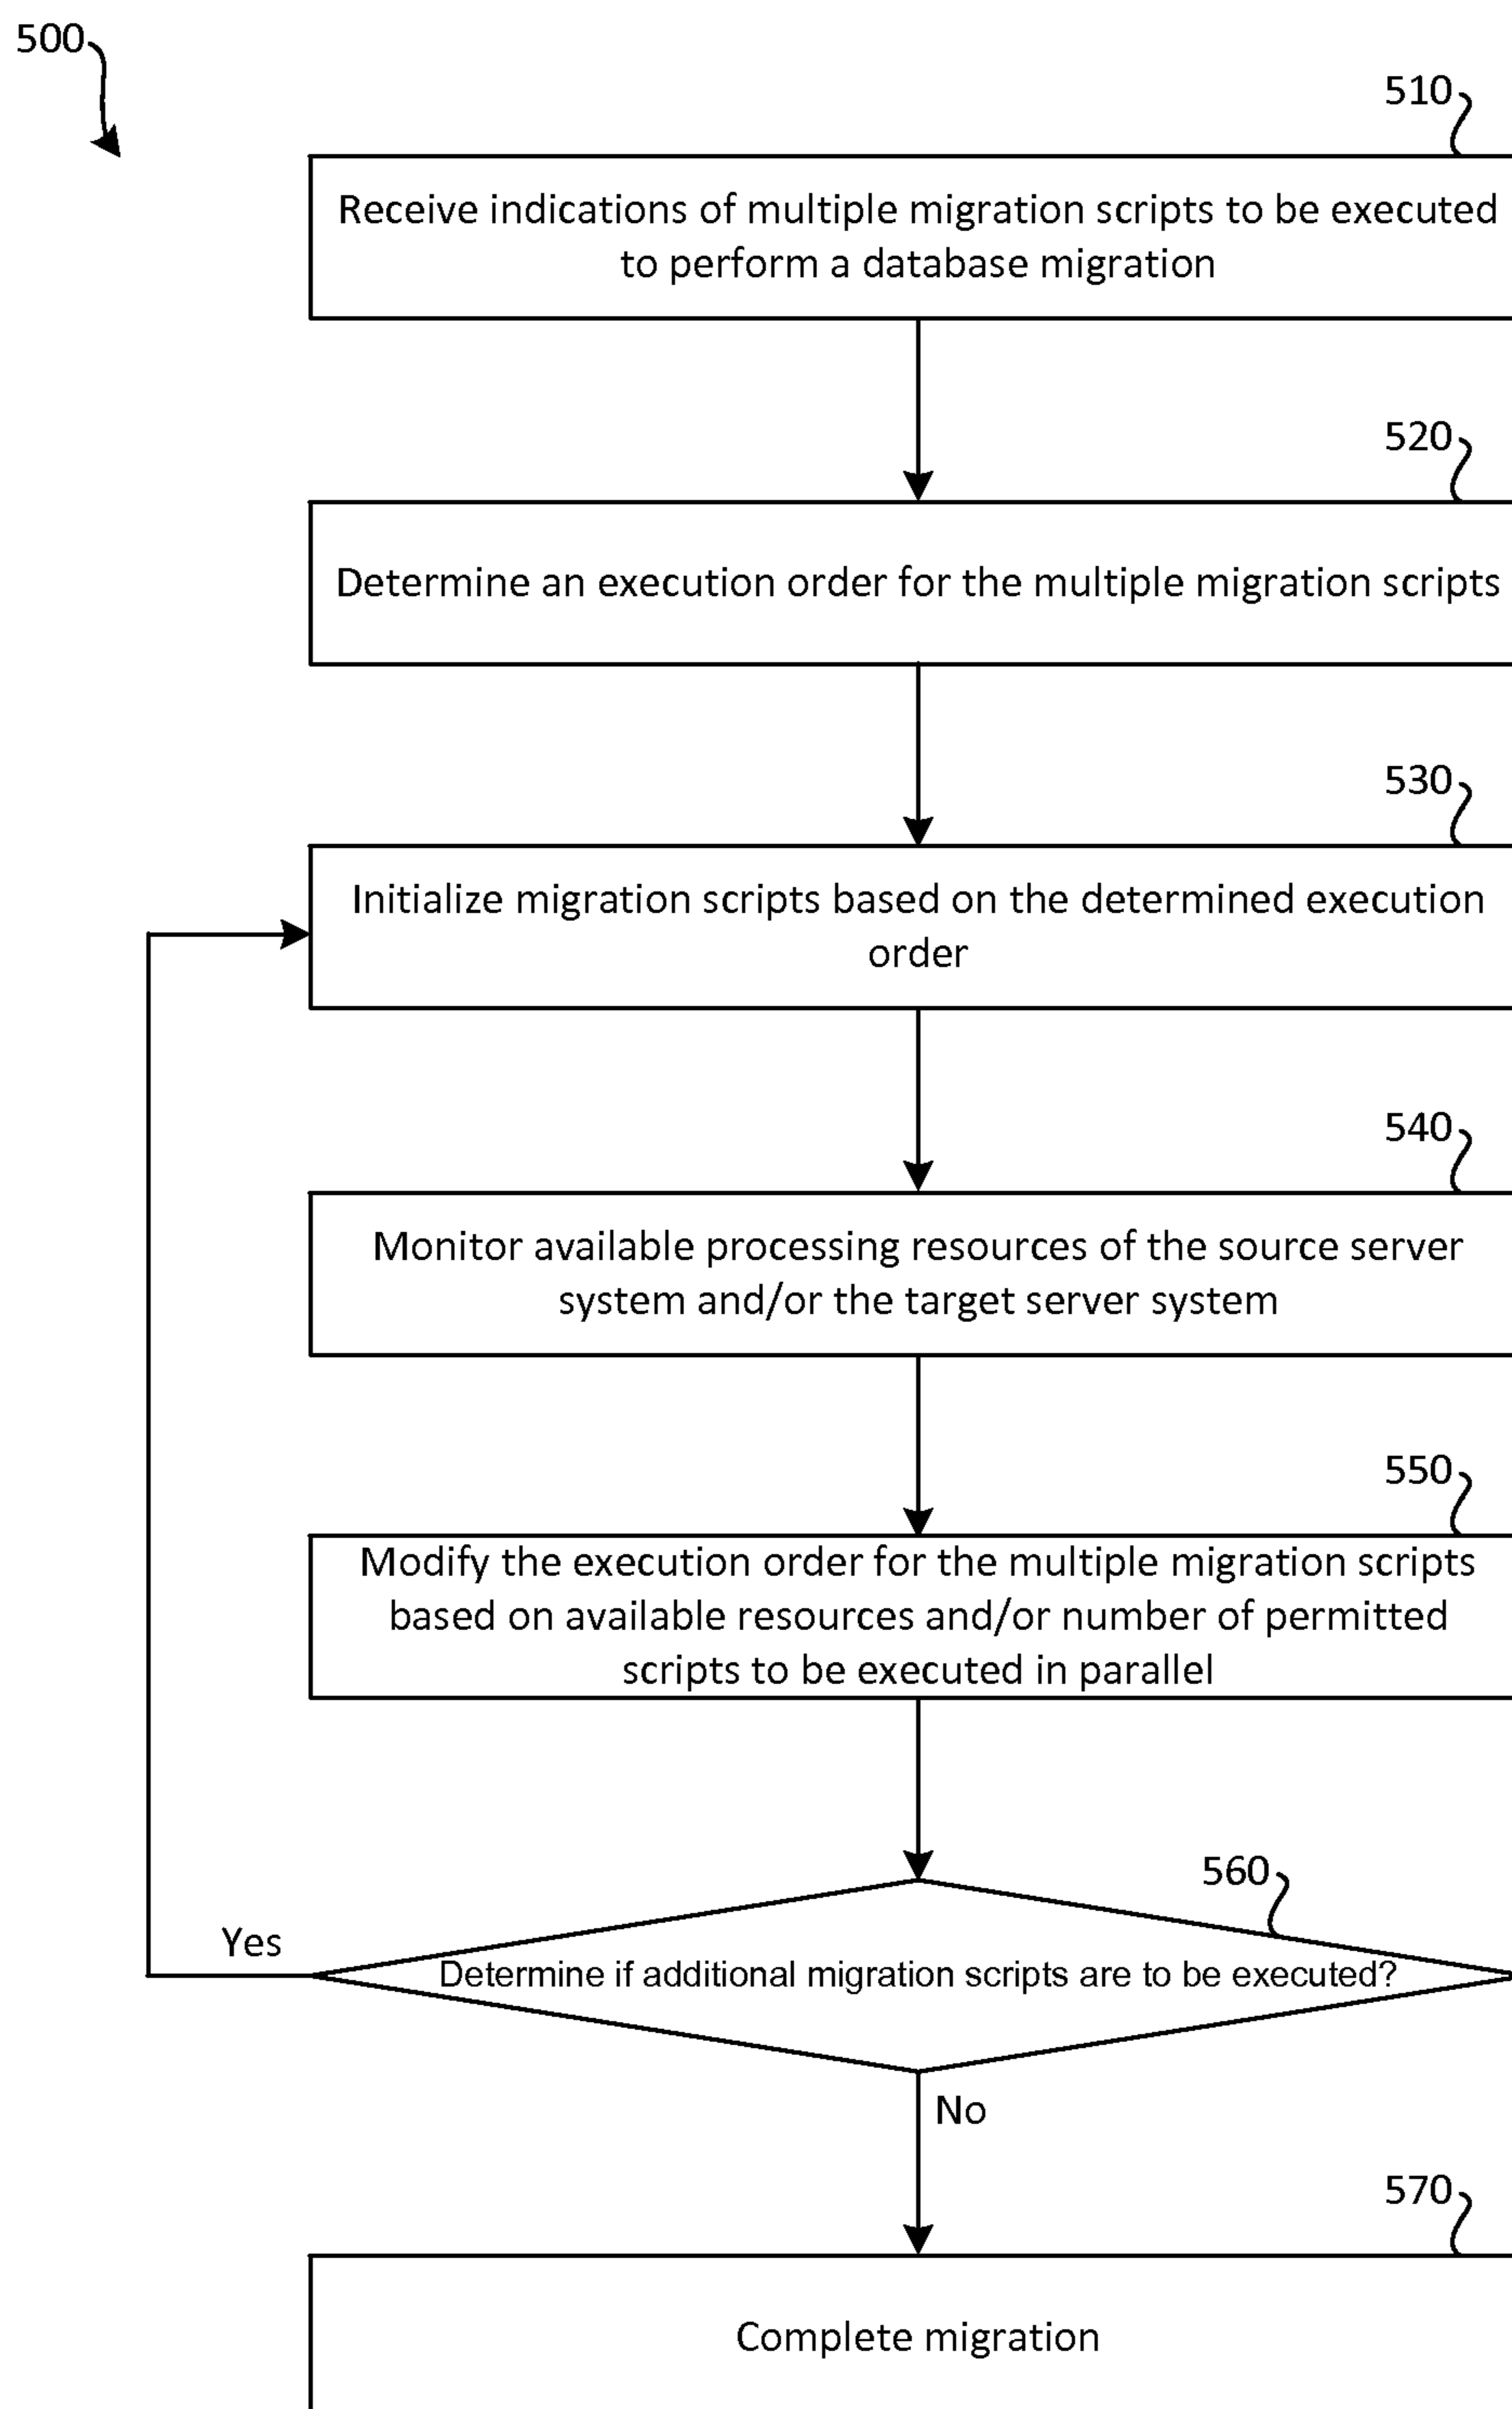 500
510
Receive indications of multiple migration scripts to be executed
to perform a database migration
520
Determine an execution order for the multiple migration scripts
530
Initialize migration scripts based on the determined execution
order
540
Monitor available processing resources of the source server
system and/or the target server system
550
Modify the execution order for the multiple migration scripts
based on available resources and/or number of permitted
scripts to be executed in parallel
560
Yes
Determine if additional migration scripts are to be executed?
No
570
Complete migration